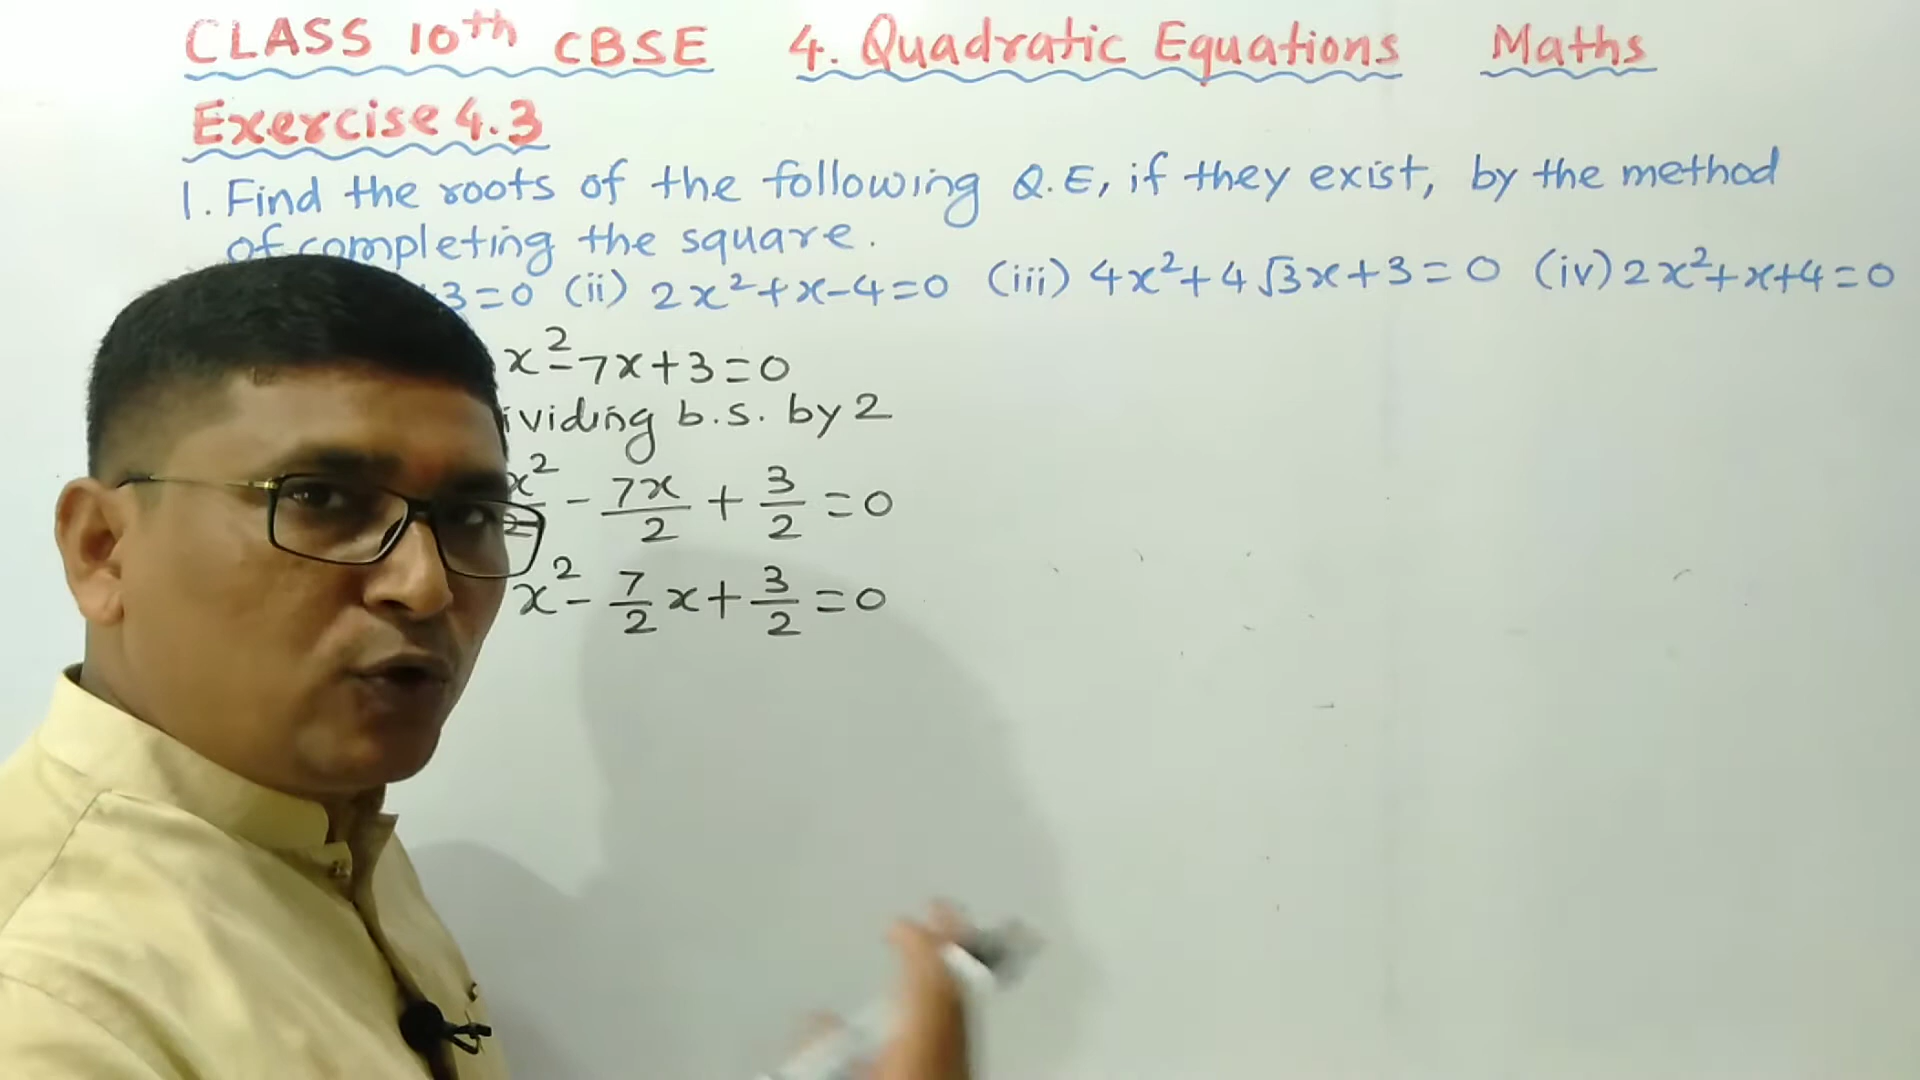 CLASS 10th CBSE 4. Quadratic Equations Maths
Exercise 4.3
1. Find the roots of the following Q.E, if they exist, by the method
of completing the square.
+3=0 (ii) 2x²+x-4=0 (iii) 4x²+4√3x+3=0 (iv) 2x²+x+4=0
x²-7x+3=0
ividing b.s. by 2
x²/2 - 7x/2 + 3/2 = 0
x² - 7/2 x + 3/2 = 0